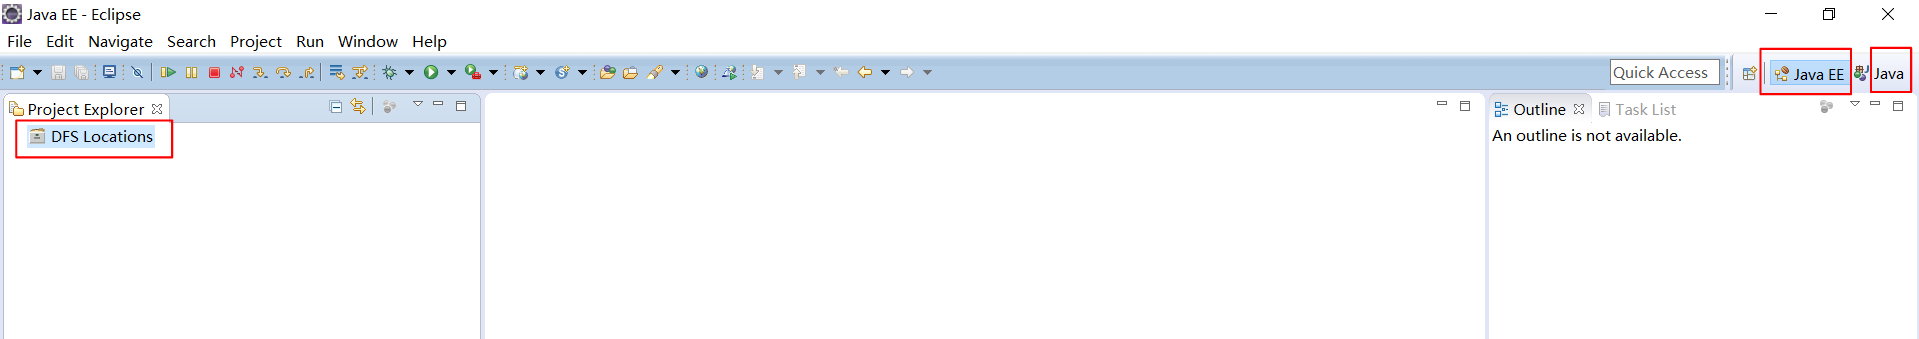 Java EE - Eclipse
File Edit Navigate Search Project Run Window Help
Quick Access
Java EE
Java
Project Explorer
DFS Locations
Outline
Task List
An outline is not available.